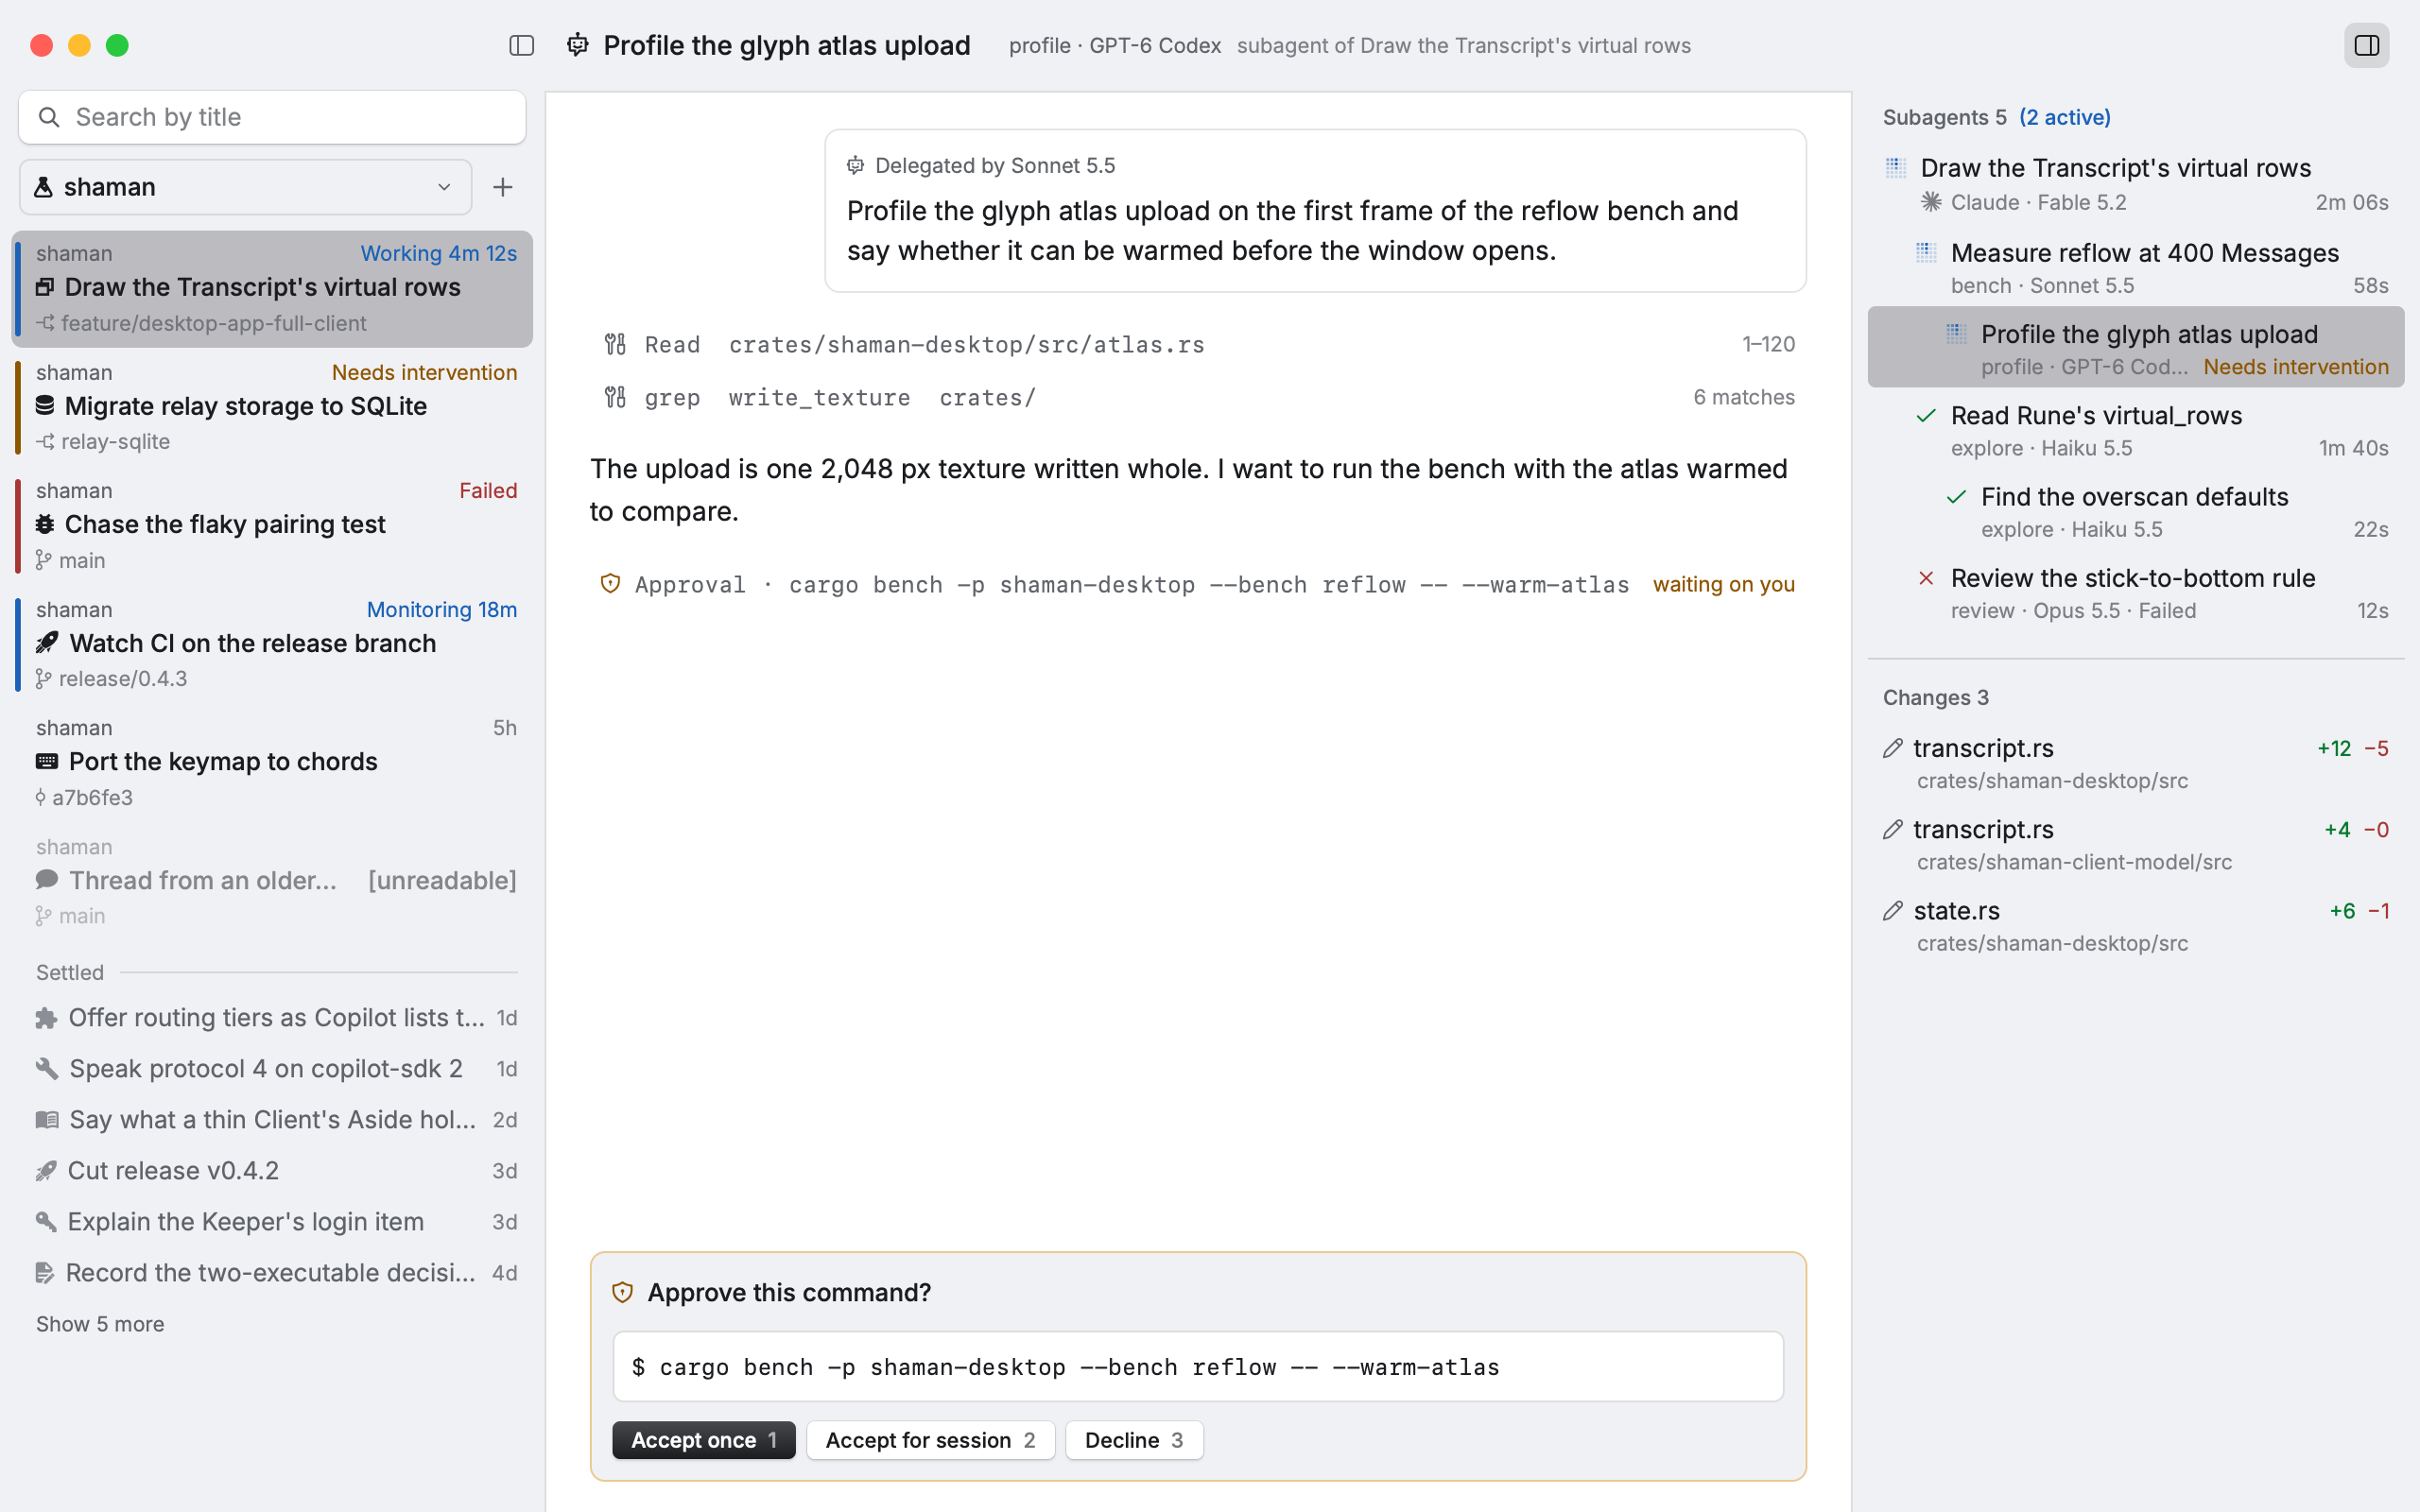 Profile the glyph atlas upload profile · GPT-6 Codex subagent of Draw the Transcript's virtual rows
Search by title
shaman
shaman Working 4m 12s
Draw the Transcript's virtual rows
feature/desktop-app-full-client
shaman Needs intervention
Migrate relay storage to SQLite
relay-sqlite
shaman Failed
Chase the flaky pairing test
main
shaman Monitoring 18m
Watch CI on the release branch
release/0.4.3
shaman 5h
Port the keymap to chords
a7b6fe3
shaman
Thread from an older... [unreadable]
main
Settled
Offer routing tiers as Copilot lists t... 1d
Speak protocol 4 on copilot-sdk 2 1d
Say what a thin Client's Aside hol... 2d
Cut release v0.4.2 3d
Explain the Keeper's login item 3d
Record the two-executable decisi... 4d
Show 5 more
Delegated by Sonnet 5.5
Profile the glyph atlas upload on the first frame of the reflow bench and
say whether it can be warmed before the window opens.
Read crates/shaman-desktop/src/atlas.rs 1–120
grep write_texture crates/ 6 matches
The upload is one 2,048 px texture written whole. I want to run the bench with the atlas warmed
to compare.
Approval · cargo bench -p shaman-desktop --bench reflow -- --warm-atlas waiting on you
Approve this command?
$ cargo bench -p shaman-desktop --bench reflow -- --warm-atlas
Accept once 1 Accept for session 2 Decline 3
Subagents 5 (2 active)
Draw the Transcript's virtual rows
Claude · Fable 5.2 2m 06s
Measure reflow at 400 Messages
bench · Sonnet 5.5 58s
Profile the glyph atlas upload
profile · GPT-6 Cod... Needs intervention
Read Rune's virtual_rows
explore · Haiku 5.5 1m 40s
Find the overscan defaults
explore · Haiku 5.5 22s
Review the stick-to-bottom rule
review · Opus 5.5 · Failed 12s
Changes 3
transcript.rs +12 −5
crates/shaman-desktop/src
transcript.rs +4 −0
crates/shaman-client-model/src
state.rs +6 −1
crates/shaman-desktop/src